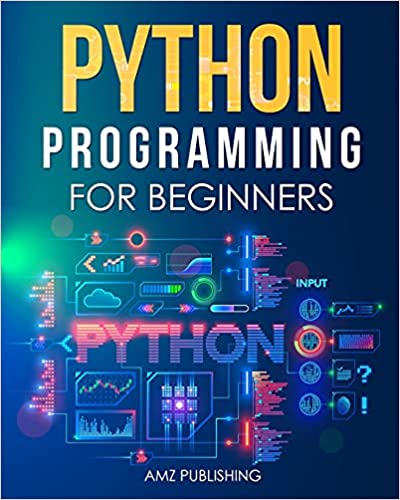 PYTHON
PROGRAMMING
FOR BEGINNERS
INPUT
PYTHON
?
!
AMZ PUBLISHING